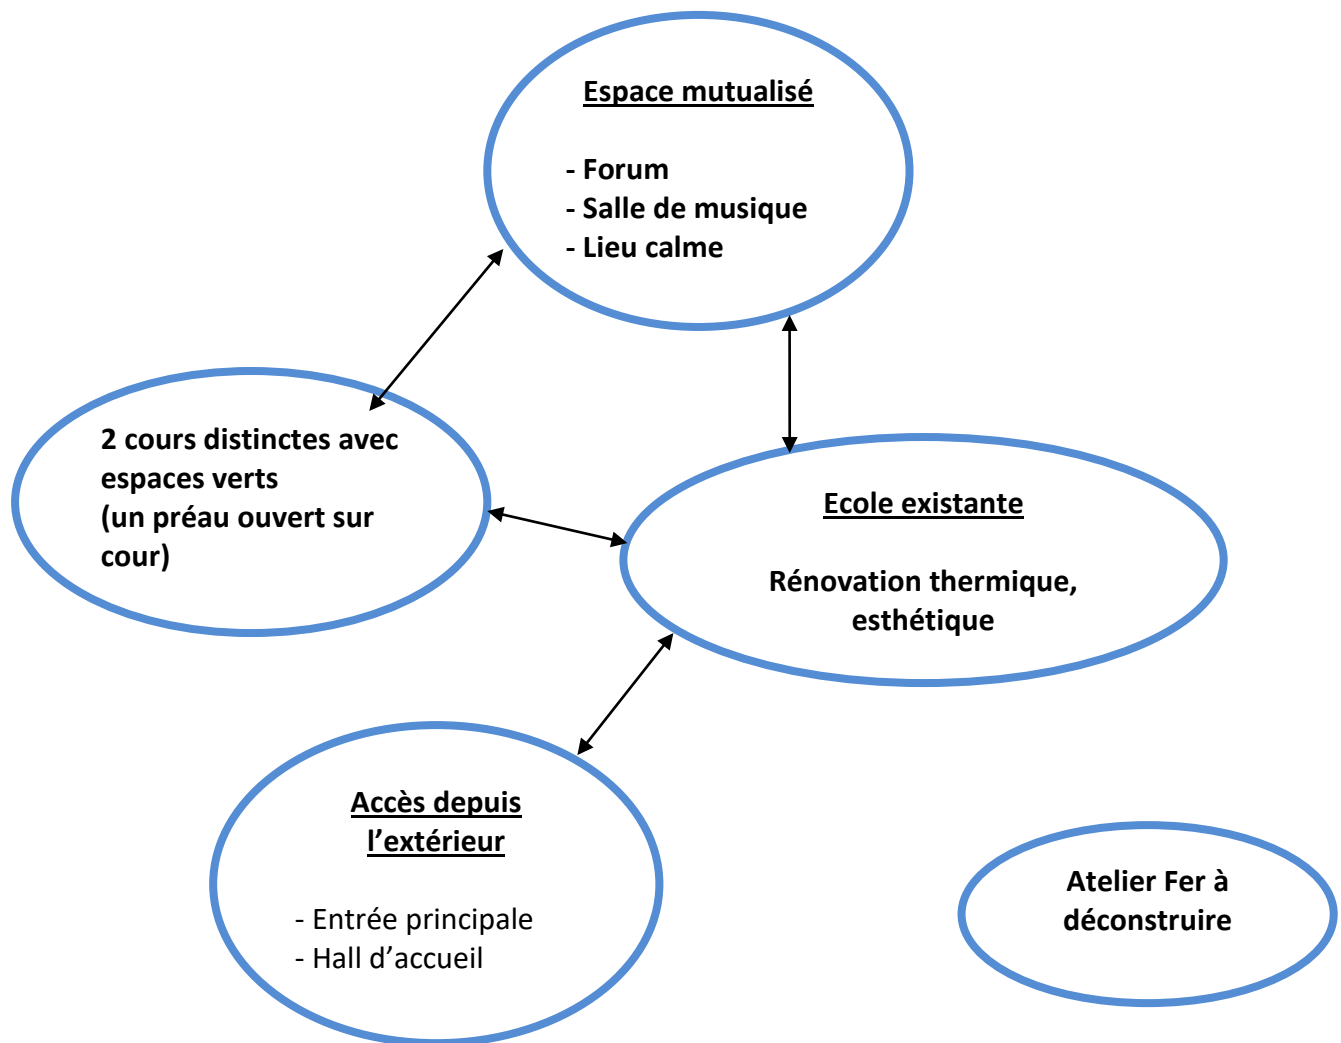 Espace mutualisé
- Forum
- Salle de musique
- Lieu calme
2 cours distinctes avec
espaces verts
(un préau ouvert sur
cour)
Ecole existante
Rénovation thermique,
esthétique
Accès depuis
l’extérieur
- Entrée principale
- Hall d’accueil
Atelier Fer à
déconstruire